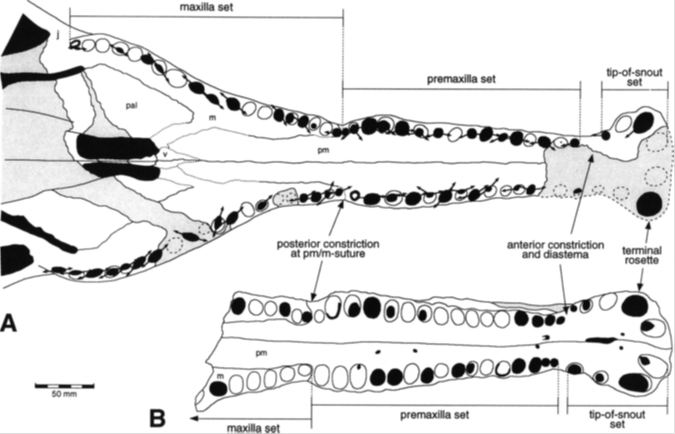 maxilla set
tip-of-snout
set
premaxilla set
j
pal
m
v
pm
posterior constriction
at pm/m-suture
anterior constriction
and diastema
terminal
rosette
A
pm
m
50 mm
B
maxilla set
premaxilla set
tip-of-snout
set